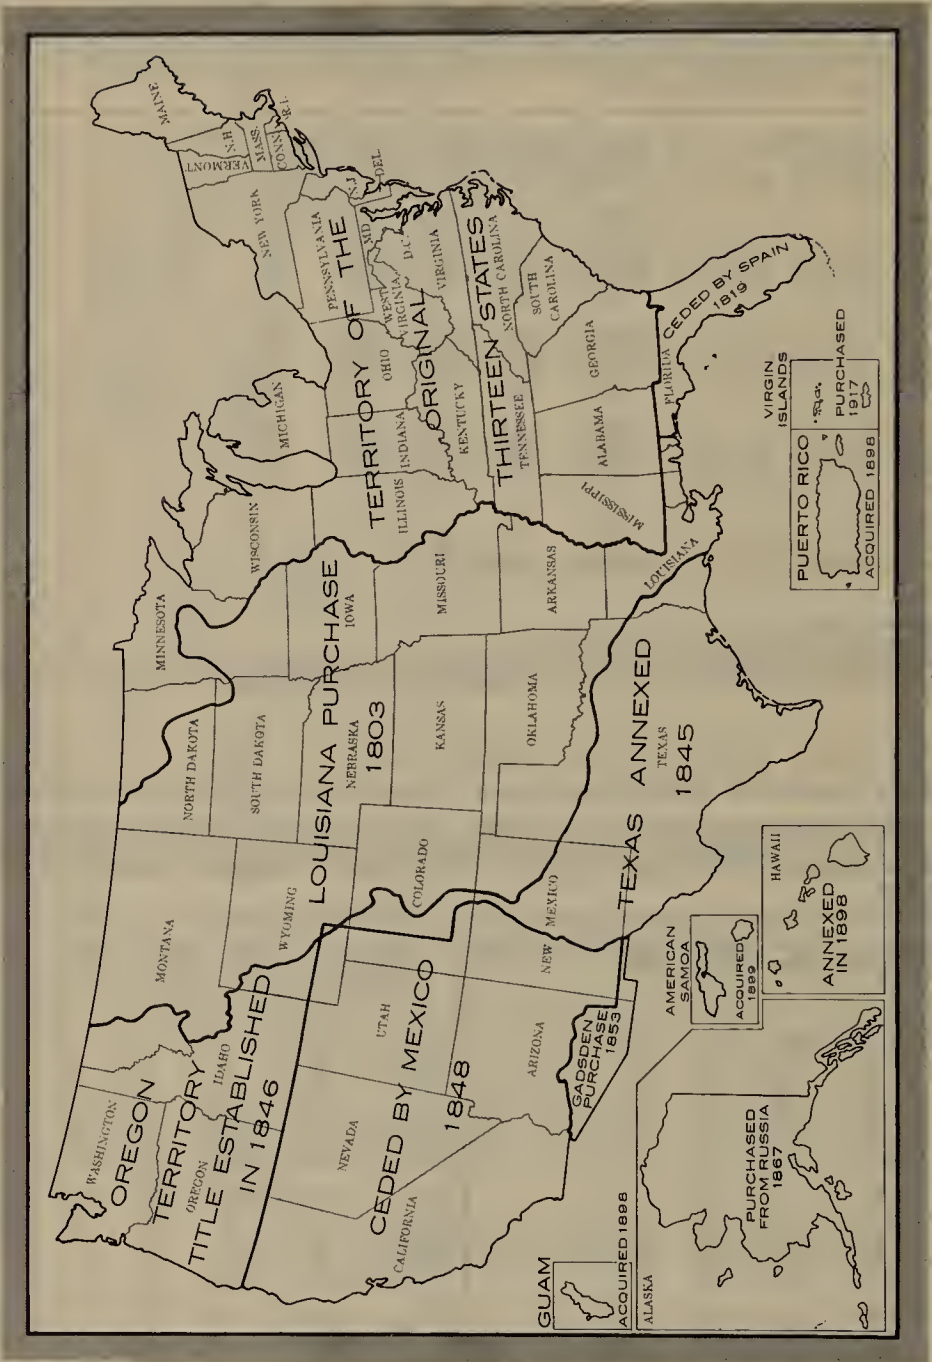 MAINE
VERMONT
N.H
MASS.
CONN.
R.I.
NEW YORK
PENNSYLVANIA
N.J.
DEL.
MD
D.C.
WEST
VIRGINIA
VIRGINIA
NORTH CAROLINA
SOUTH
CAROLINA
GEORGIA
FLORIDA
CEDED BY SPAIN
1819
TERRITORY OF THE
ORIGINAL
THIRTEEN STATES
OHIO
MICHIGAN
INDIANA
KENTUCKY
TENNESSEE
ALABAMA
MISSISSIPPI
ILLINOIS
WISCONSIN
MINNESOTA
IOWA
MISSOURI
ARKANSAS
LOUISIANA
LOUISIANA PURCHASE
1803
NORTH DAKOTA
SOUTH DAKOTA
NEBRASKA
KANSAS
OKLAHOMA
TEXAS ANNEXED
TEXAS
1845
MONTANA
WYOMING
COLORADO
NEW MEXICO
WASHINGTON
IDAHO
OREGON
OREGON
TERRITORY
TITLE ESTABLISHED
IN 1846
UTAH
NEVADA
CALIFORNIA
ARIZONA
CEDED BY MEXICO
1848
GADSDEN
PURCHASE
1853
GUAM
ACQUIRED 1898
ALASKA
PURCHASED
FROM RUSSIA
1867
AMERICAN
SAMOA
ACQUIRED
1899
HAWAII
ANNEXED
IN 1898
PUERTO RICO
ACQUIRED 1898
VIRGIN
ISLANDS
PURCHASED
1917